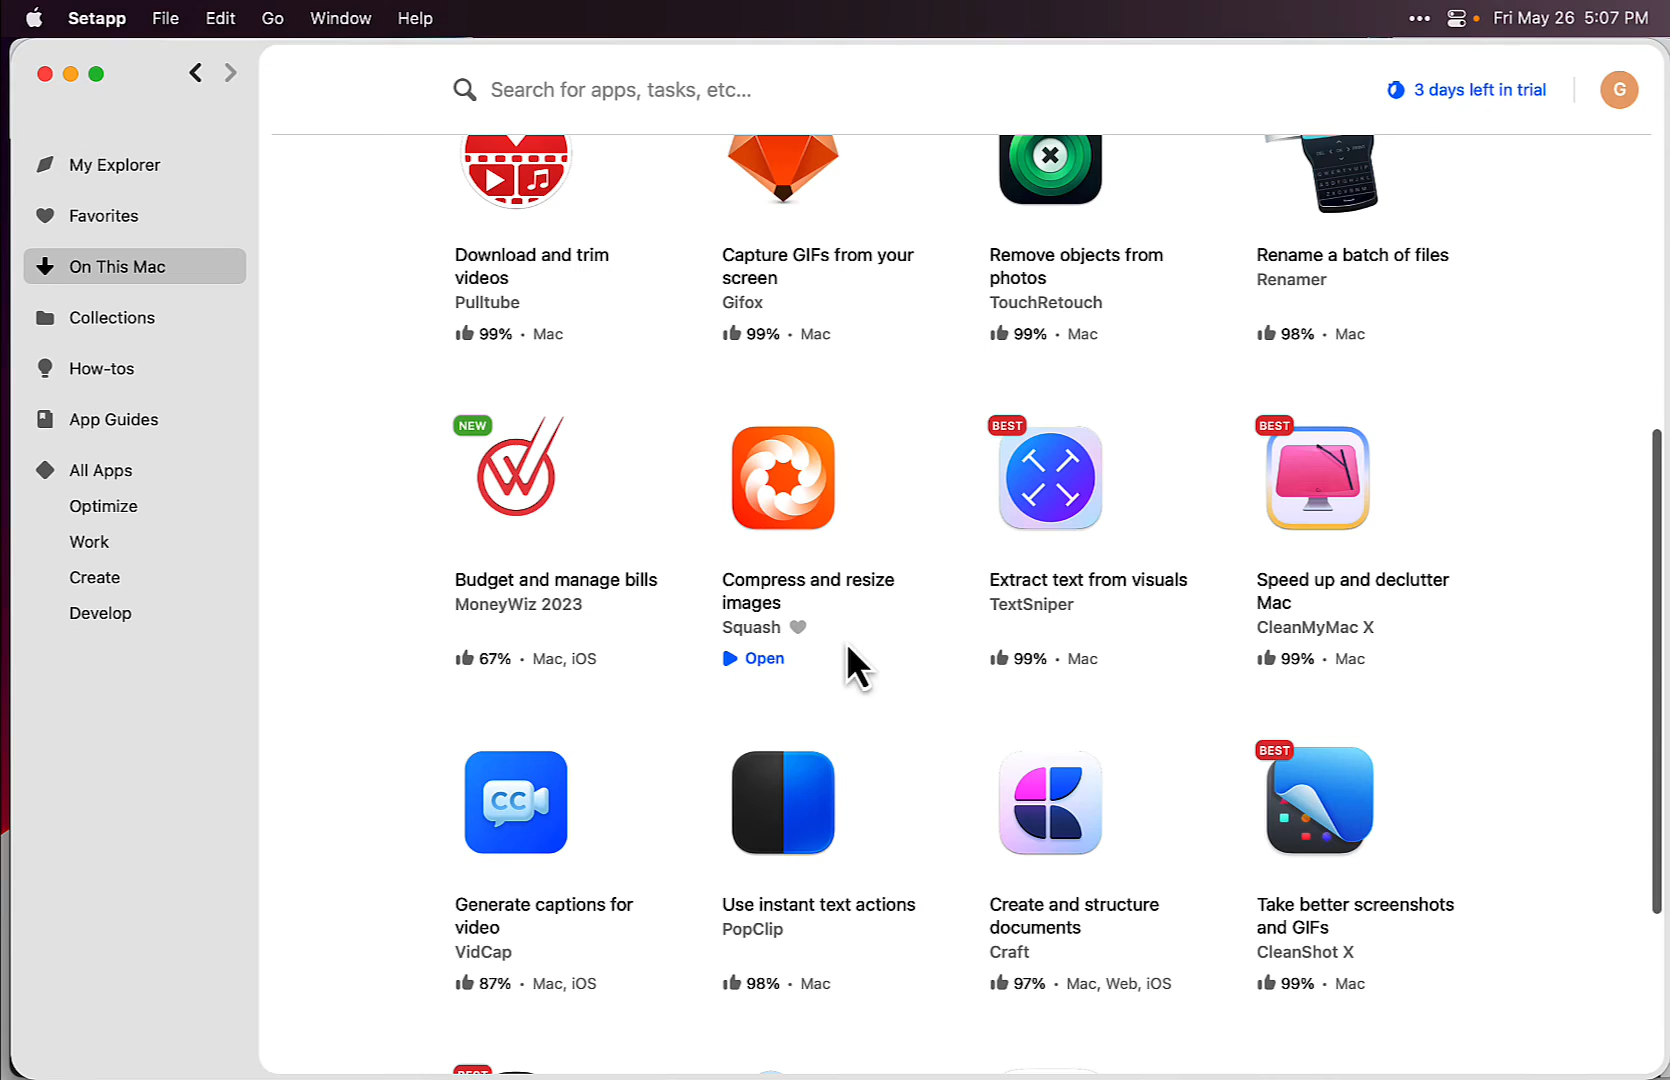 Setapp File Edit Go Window Help
Fri May 26 5:07 PM
Search for apps, tasks, etc...
3 days left in trial
G
My Explorer
Favorites
On This Mac
Collections
How-tos
App Guides
All Apps
Optimize
Work
Create
Develop
Download and trim
videos
Pulltube
99% · Mac
Capture GIFs from your
screen
Gifox
99% · Mac
Remove objects from
photos
TouchRetouch
99% · Mac
Rename a batch of files
Renamer
98% · Mac
NEW
Budget and manage bills
MoneyWiz 2023
67% · Mac, iOS
Compress and resize
images
Squash
Open
BEST
Extract text from visuals
TextSniper
99% · Mac
BEST
Speed up and declutter
Mac
CleanMyMac X
99% · Mac
CC
Generate captions for
video
VidCap
87% · Mac, iOS
Use instant text actions
PopClip
98% · Mac
Create and structure
documents
Craft
97% · Mac, Web, iOS
BEST
Take better screenshots
and GIFs
CleanShot X
99% · Mac
BEST